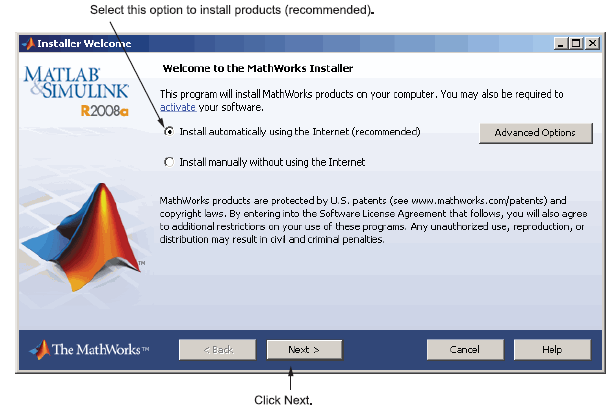 Select this option to install products (recommended).
Installer Welcome
MATLAB
&SIMULINK
R2008a
Welcome to the MathWorks Installer
This program will install MathWorks products on your computer. You may also be required to
activate your software.
Install automatically using the Internet (recommended)
Advanced Options
Install manually without using the Internet
MathWorks products are protected by U.S. patents (see www.mathworks.com/patents) and
copyright laws. By entering into the Software License Agreement that follows, you will also agree
to additional restrictions on your use of these programs. Any unauthorized use, reproduction, or
distribution may result in civil and criminal penalties.
TM
The MathWorks™
< Back
Next >
Cancel
Help
Click Next.